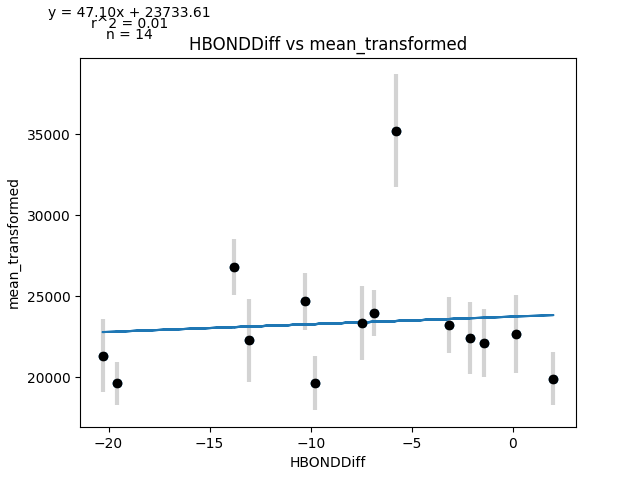 y = 47.10x + 23733.61
r^2 = 0.01
n = 14
HBONDDiff vs mean_transformed
35000
30000
25000
20000
mean_transformed
−20
−15
−10
−5
0
HBONDDiff